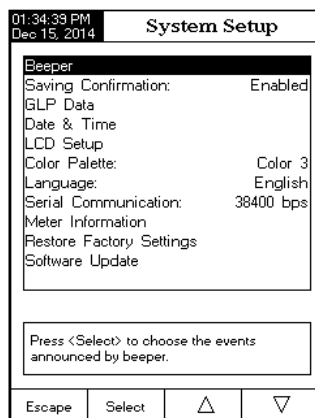 01:34:39 PM
Dec 15, 2014
System Setup
Beeper
Saving Confirmation: Enabled
GLP Data
Date & Time
LCD Setup
Color Palette: Color 3
Language: English
Serial Communication: 38400 bps
Meter Information
Restore Factory Settings
Software Update
Press <Select> to choose the events
announced by beeper.
Escape Select